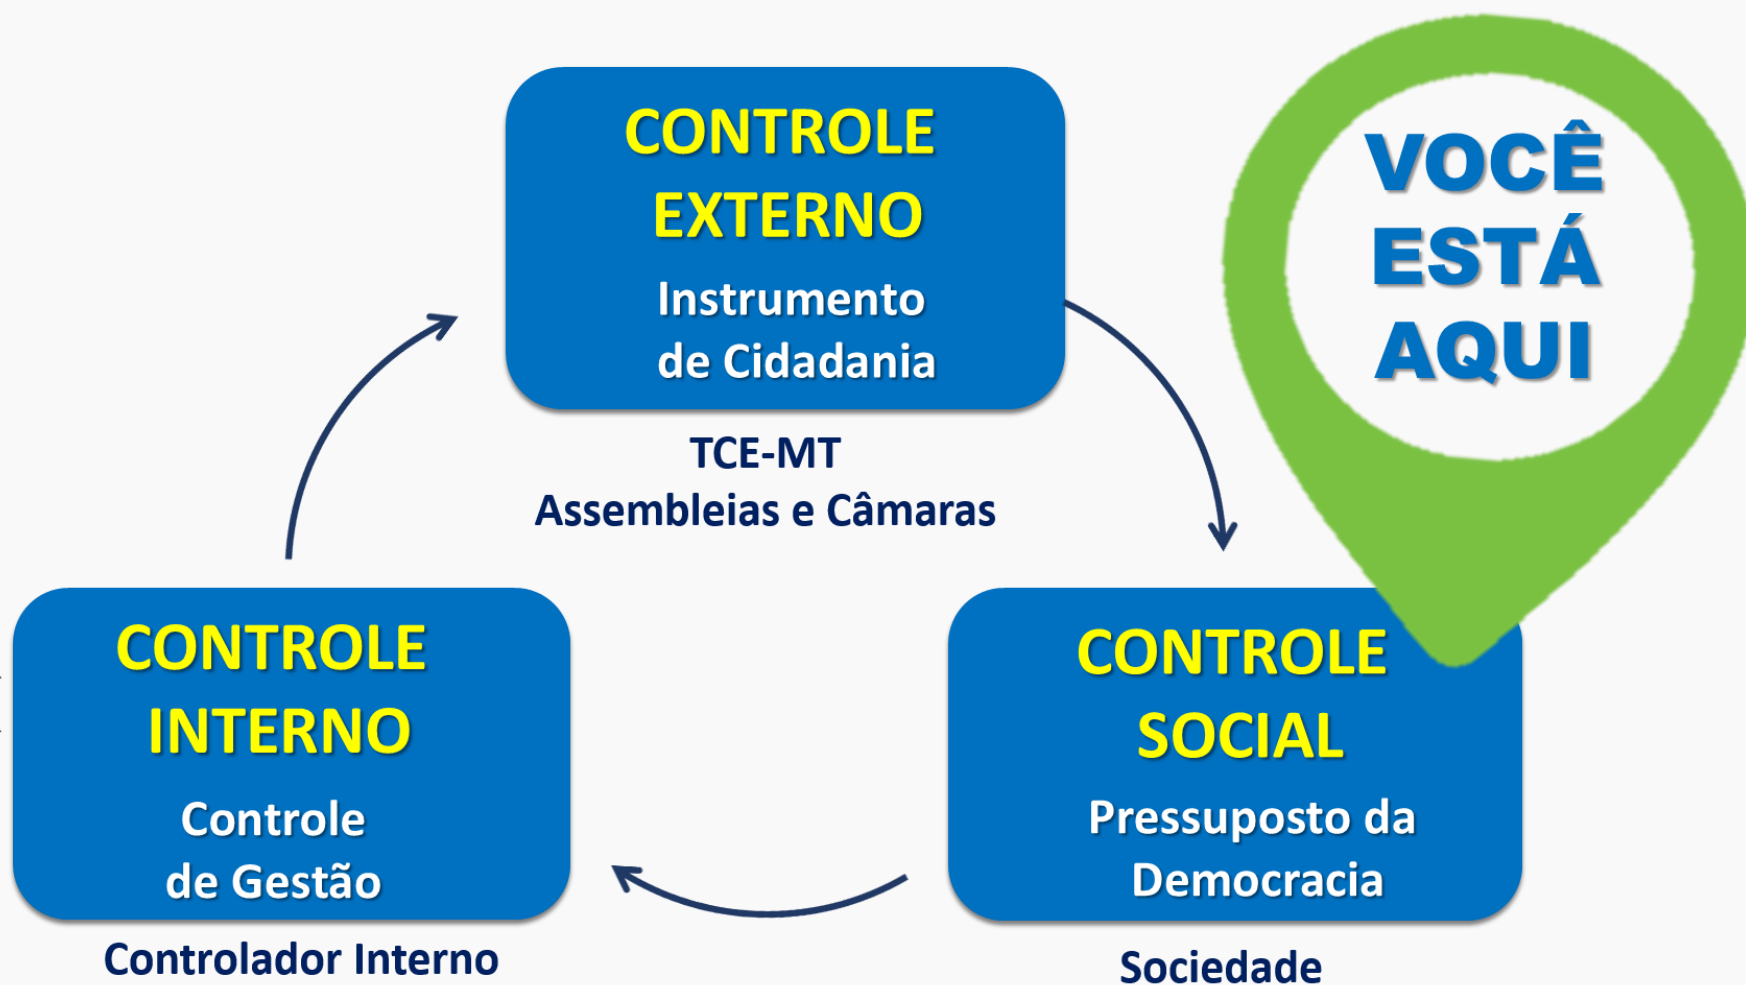 CONTROLE
EXTERNO
Instrumento
de Cidadania
TCE-MT
Assembleias e Câmaras
VOCÊ
ESTÁ
AQUI
CONTROLE
INTERNO
Controle
de Gestão
Controlador Interno
CONTROLE
SOCIAL
Pressuposto da
Democracia
Sociedade